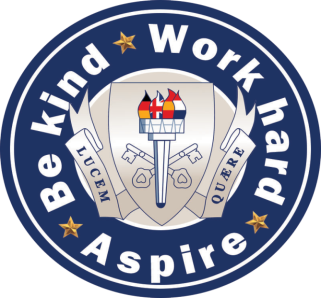 Be kind
Work hard
Aspire
LUCEM
QUÆRE